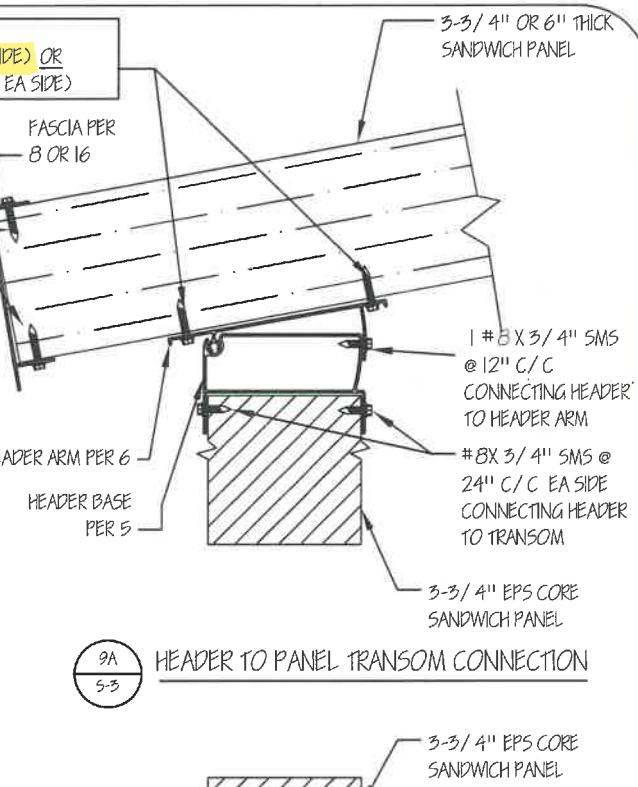 3-3/4" OR 6" THICK
SANDWICH PANEL
OR
EA SIDE)
FASCIA PER
8 OR 16
1 #8 X 3/4" SMS
@ 12" C/C
CONNECTING HEADER
TO HEADER ARM
ADER ARM PER 6
#8X 3/4" SMS @
24" C/C EA SIDE
CONNECTING HEADER
TO TRANSOM
HEADER BASE
PER 5
3-3/4" EPS CORE
SANDWICH PANEL
9A
S-3
HEADER TO PANEL TRANSOM CONNECTION
3-3/4" EPS CORE
SANDWICH PANEL